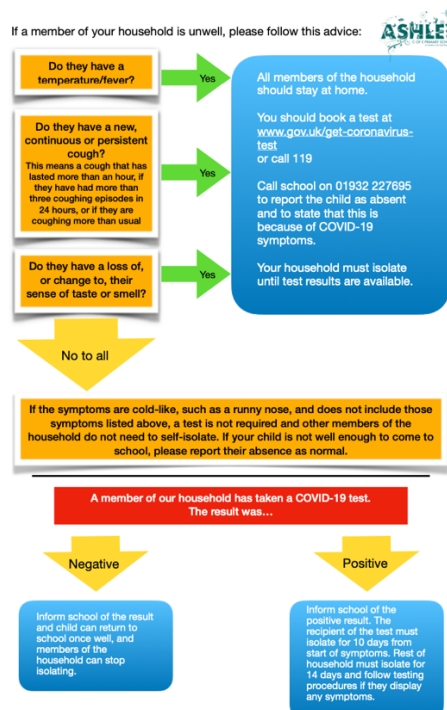 If a member of your household is unwell, please follow this advice:
ASHLEY
Do they have a
temperature/fever?
Yes
All members of the household
should stay at home.
You should book a test at
www.gov.uk/get-coronavirus-
test
or call 119
Call school on 01932 227695
to report the child as absent
and to state that this is
because of COVID-19
symptoms.
Your household must isolate
until test results are available.
Do they have a new,
continuous or persistent
cough?
This means a cough that has
lasted more than an hour, if
they have had more than
three coughing episodes in
24 hours, or if they are
coughing more than usual
Yes
Do they have a loss of,
or change to, their
sense of taste or smell?
Yes
No to all
If the symptoms are cold-like, such as a runny nose, and does not include those
symptoms listed above, a test is not required and other members of the
household do not need to self-isolate. If your child is not well enough to come to
school, please report their absence as normal.
A member of our household has taken a COVID-19 test.
The result was…
Negative
Inform school of the result
and child can return to
school once well, and
members of the
household can stop
isolating.
Positive
Inform school of the
positive result. The
recipient of the test must
isolate for 10 days from
start of symptoms. Rest of
household must isolate for
14 days and follow testing
procedures if they display
any symptoms.